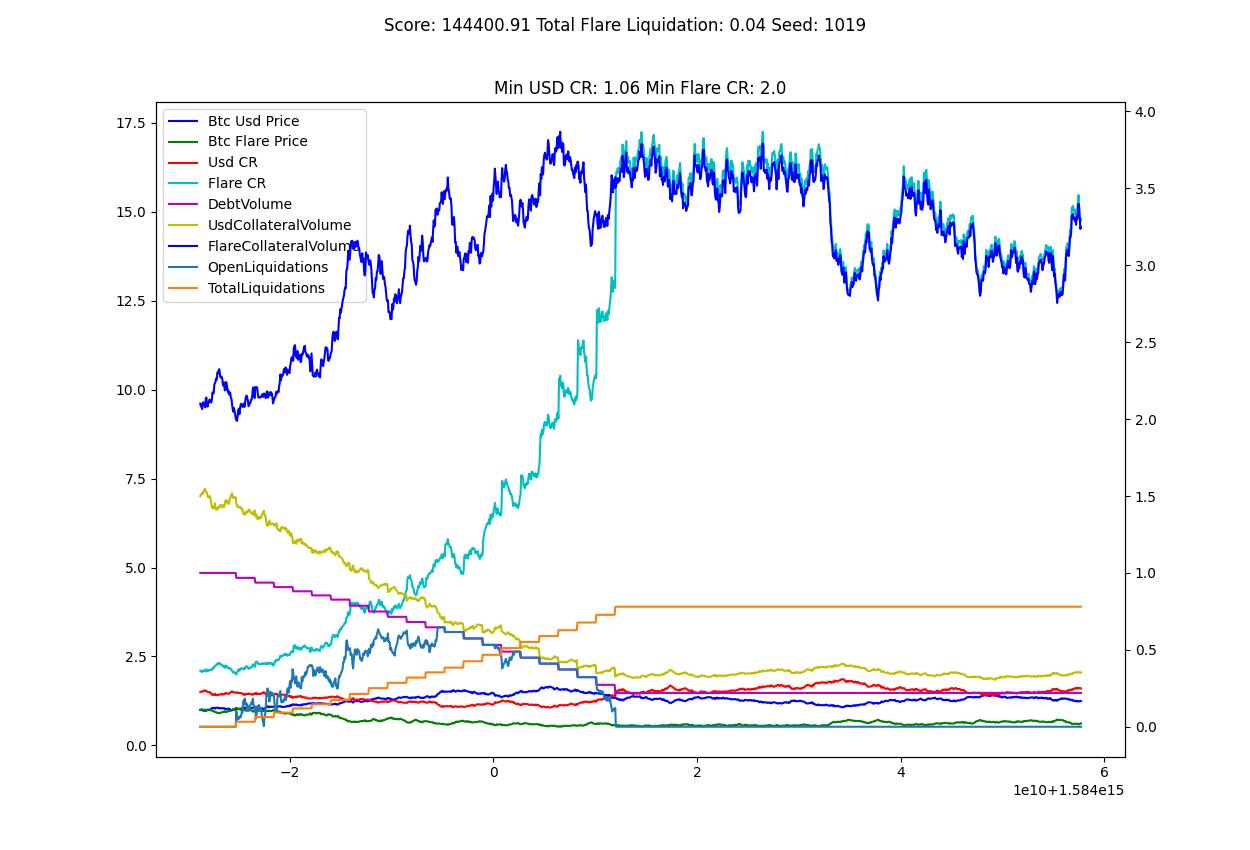 Score: 144400.91 Total Flare Liquidation: 0.04 Seed: 1019
Min USD CR: 1.06 Min Flare CR: 2.0
Btc Usd Price
Btc Flare Price
Usd CR
Flare CR
DebtVolume
UsdCollateralVolume
FlareCollateralVolume
OpenLiquidations
TotalLiquidations
17.5
15.0
12.5
10.0
7.5
5.0
2.5
0.0
4.0
3.5
3.0
2.5
2.0
1.5
1.0
0.5
0.0
−2 0 2 4 6
1e10+1.584e15